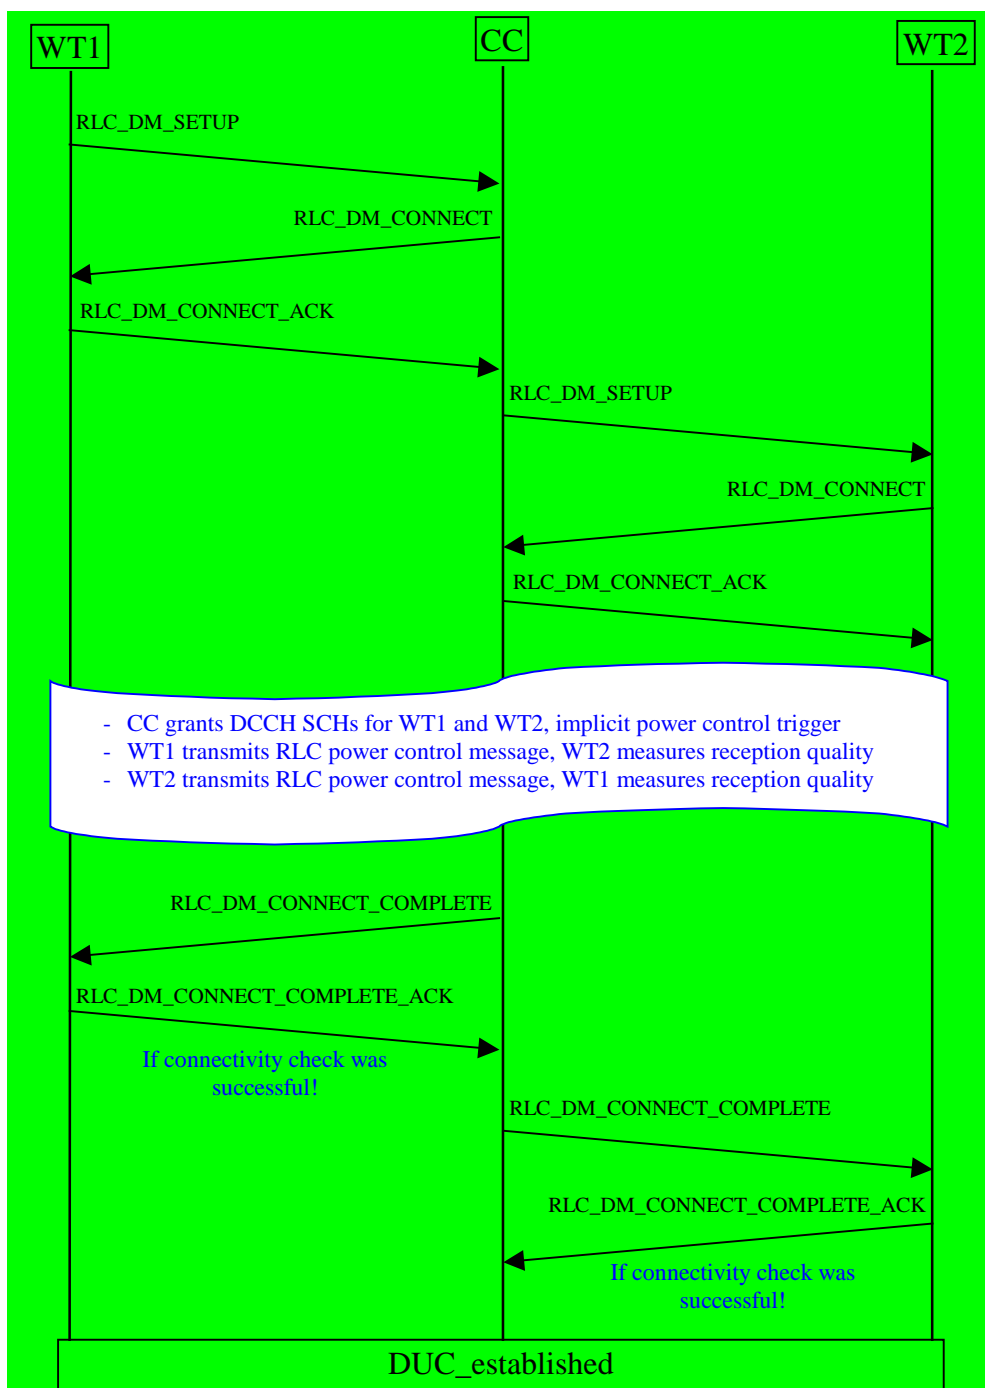 WT1
CC
WT2
RLC_DM_SETUP
RLC_DM_CONNECT
RLC_DM_CONNECT_ACK
RLC_DM_SETUP
RLC_DM_CONNECT
RLC_DM_CONNECT_ACK
- CC grants DCCH SCHs for WT1 and WT2, implicit power control trigger
- WT1 transmits RLC power control message, WT2 measures reception quality
- WT2 transmits RLC power control message, WT1 measures reception quality
RLC_DM_CONNECT_COMPLETE
RLC_DM_CONNECT_COMPLETE_ACK
If connectivity check was
successful!
RLC_DM_CONNECT_COMPLETE
RLC_DM_CONNECT_COMPLETE_ACK
If connectivity check was
successful!
DUC_established